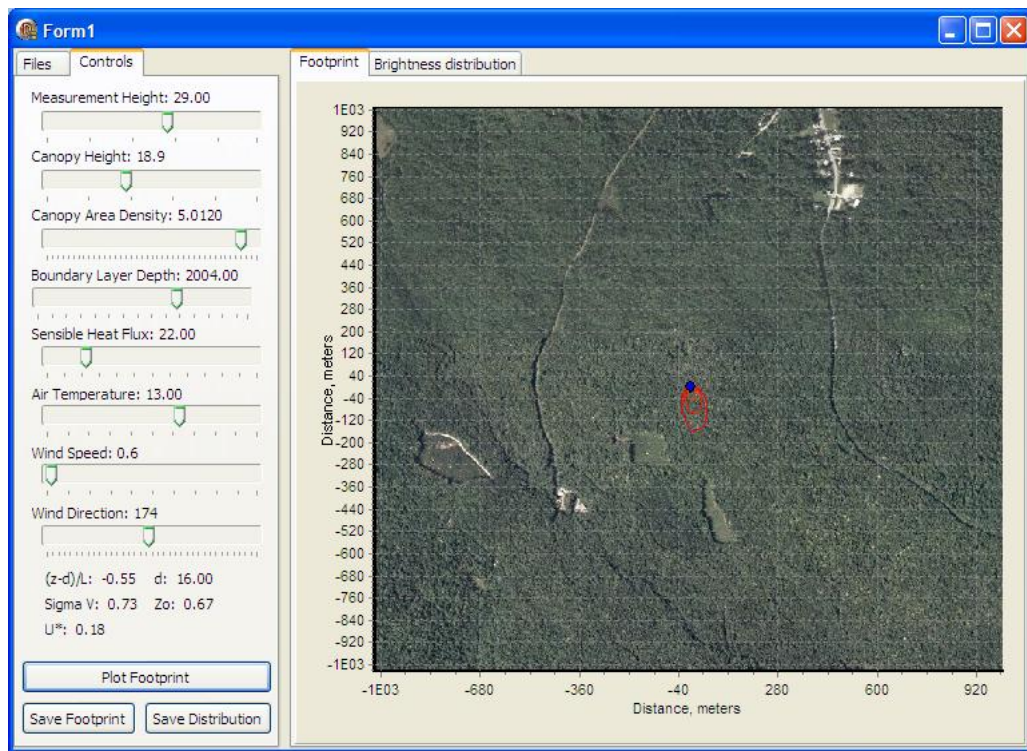 Form1
Files Controls
Measurement Height: 29.00
Canopy Height: 18.9
Canopy Area Density: 5.0120
Boundary Layer Depth: 2004.00
Sensible Heat Flux: 22.00
Air Temperature: 13.00
Wind Speed: 0.6
Wind Direction: 174
(z-d)/L: -0.55 d: 16.00
Sigma V: 0.73 Zo: 0.67
U*: 0.18
Plot Footprint
Save Footprint Save Distribution
Footprint Brightness distribution
Distance, meters
1E03
920
840
760
680
600
520
440
360
280
200
120
40
-40
-120
-200
-280
-360
-440
-520
-600
-680
-760
-840
-920
-1E03
-1E03 -680 -360 -40 280 600 920
Distance, meters